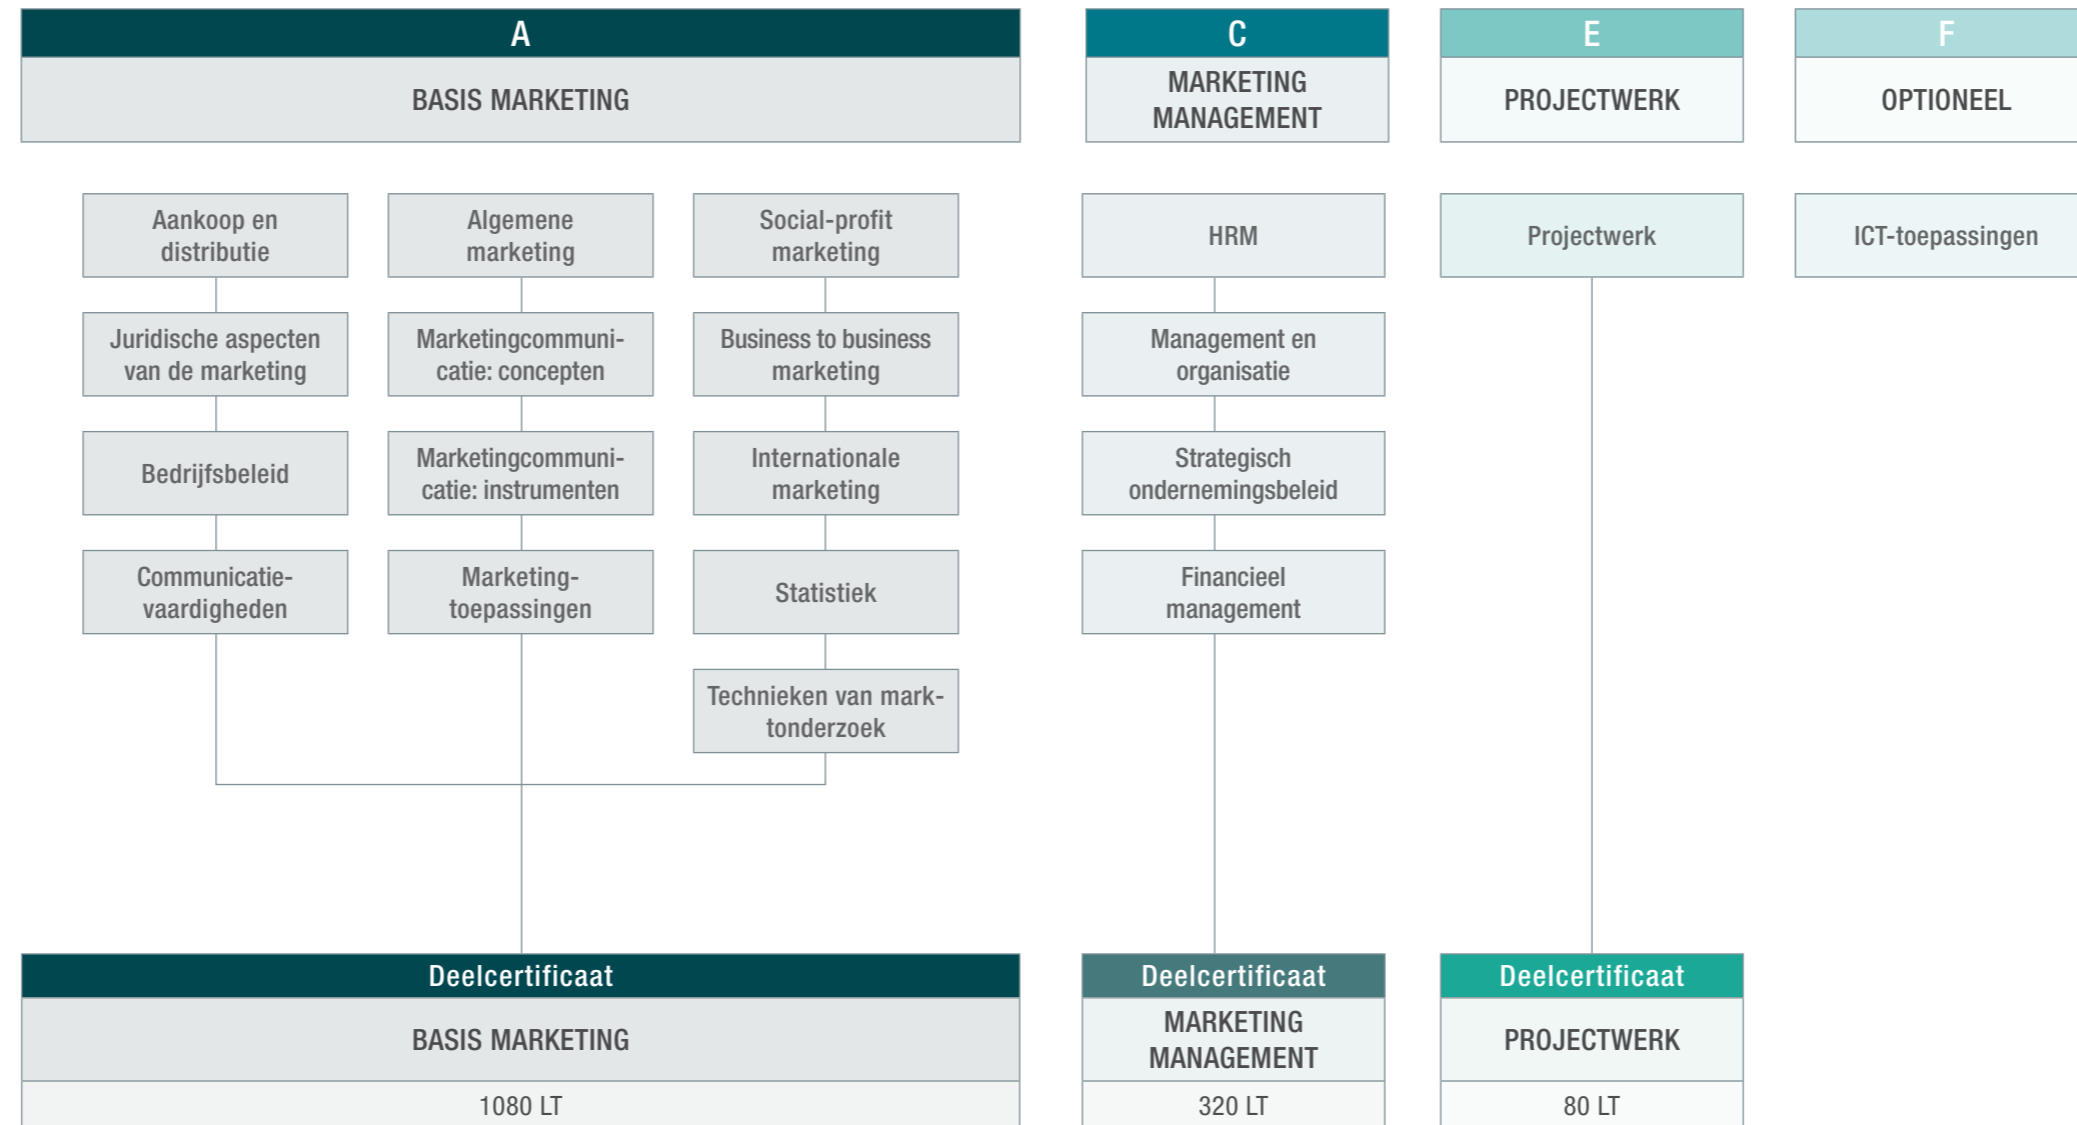 A
BASIS MARKETING
C
MARKETING
MANAGEMENT
E
PROJECTWERK
F
OPTIONEEL
Aankoop en
distributie
Juridische aspecten
van de marketing
Bedrijfsbeleid
Communicatie-
vaardigheden
Algemene
marketing
Marketingcommuni-
catie: concepten
Marketingcommuni-
catie: instrumenten
Marketing-
toepassingen
Social-profit
marketing
Business to business
marketing
Internationale
marketing
Statistiek
Technieken van mark-
tonderzoek
HRM
Management en
organisatie
Strategisch
ondernemingsbeleid
Financieel
management
Projectwerk
ICT-toepassingen
Deelcertificaat
BASIS MARKETING
1080 LT
Deelcertificaat
MARKETING
MANAGEMENT
320 LT
Deelcertificaat
PROJECTWERK
80 LT